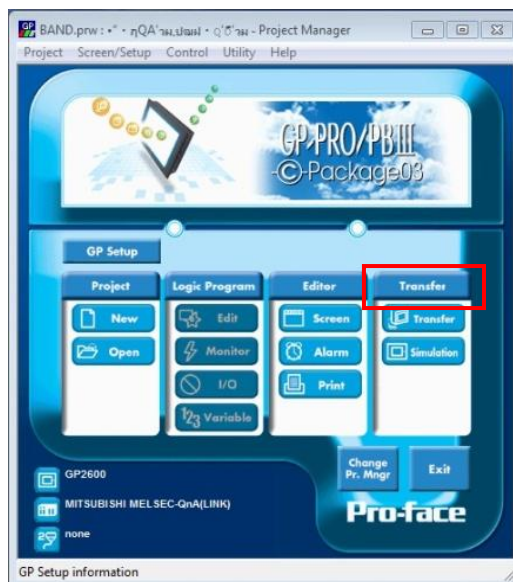 BAND.prw : - Project Manager
Project Screen/Setup Control Utility Help
GP-PRO/PBIII
C-Package03
GP Setup
Project Logic Program Editor Transfer
New Edit Screen Transfer
Open Monitor Alarm Simulation
I/O Print
123 Variable
Change
Pr. Mngr
Exit
GP2600
MITSUBISHI MELSEC-QnA(LINK)
none
Pro-face
GP Setup information